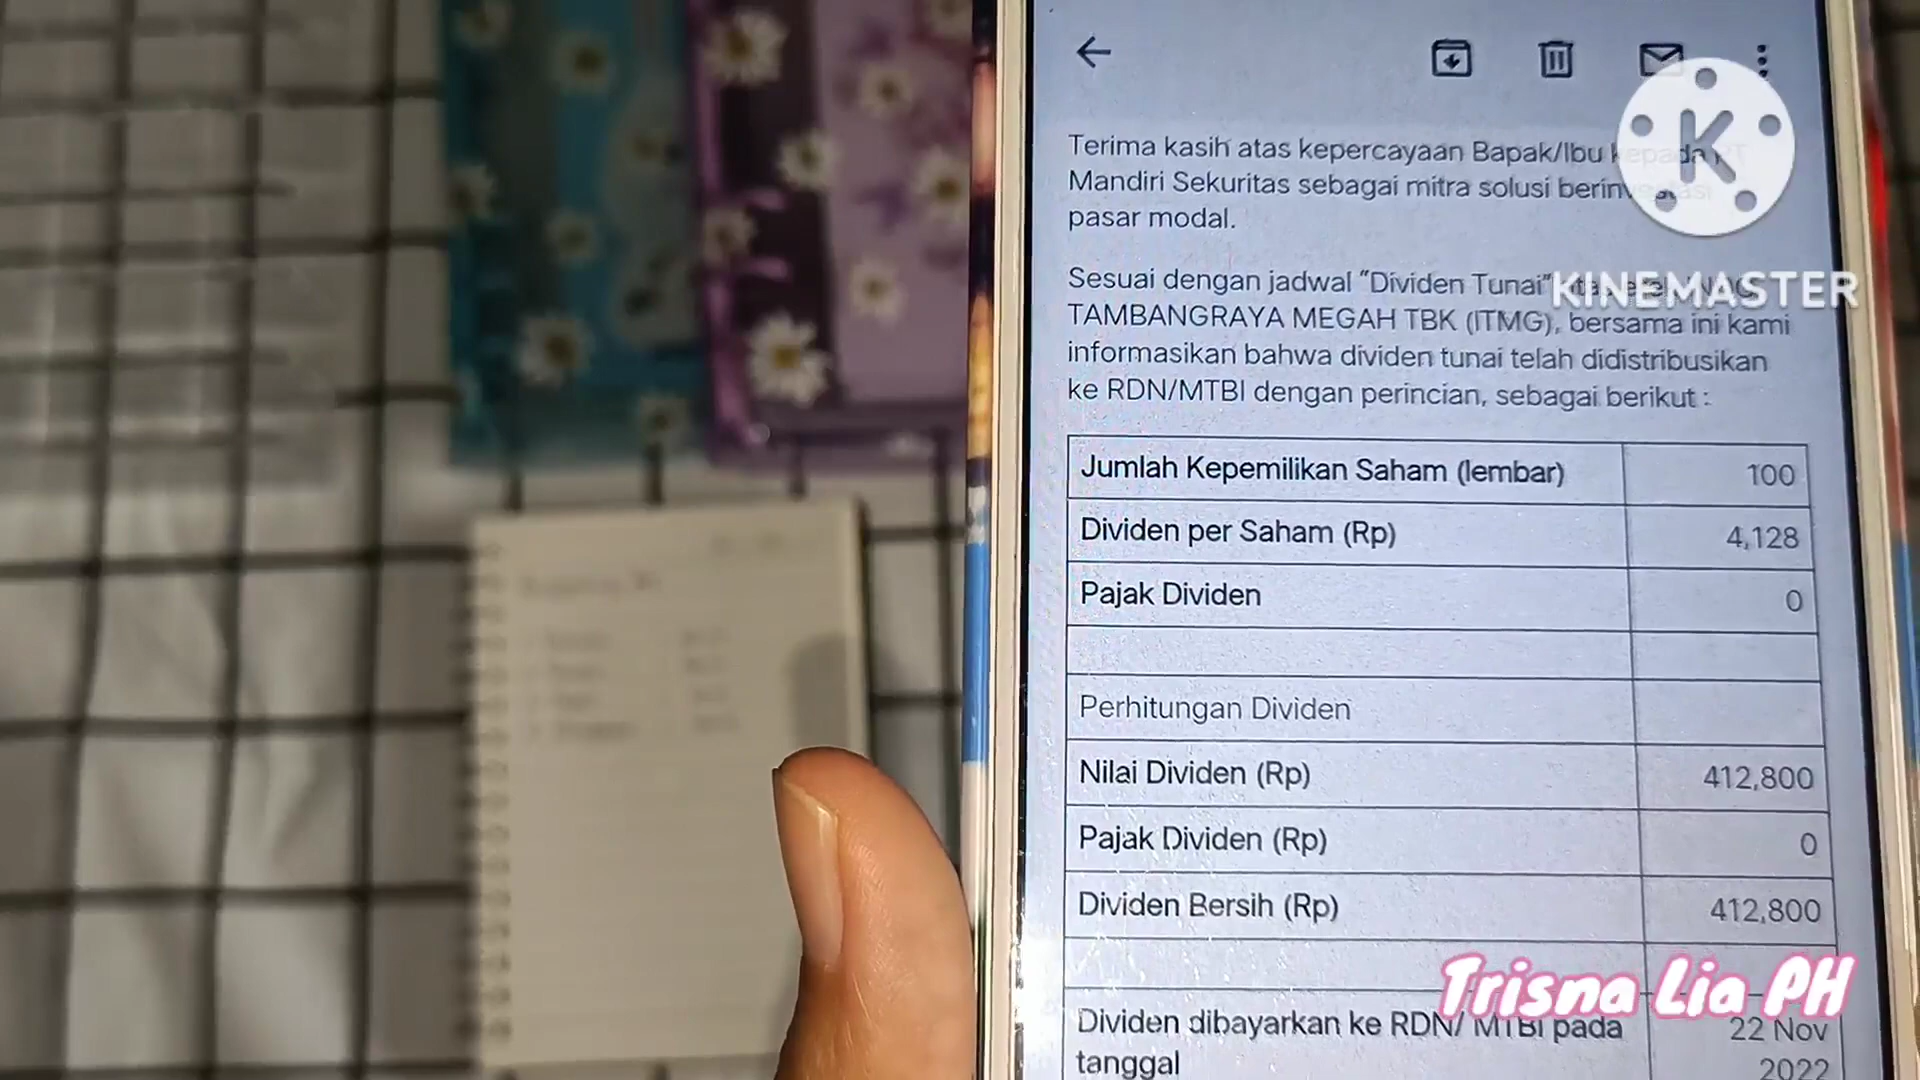 Terima kasih atas kepercayaan Bapak/Ibu kepada PT
Mandiri Sekuritas sebagai mitra solusi berinvestasi
pasar modal.
Sesuai dengan jadwal "Dividen Tunai"
TAMBANGRAYA MEGAH TBK (ITMG), bersama ini kami
informasikan bahwa dividen tunai telah didistribusikan
ke RDN/MTBI dengan perincian, sebagai berikut :
Jumlah Kepemilikan Saham (lembar) 100
Dividen per Saham (Rp) 4,128
Pajak Dividen 0
Perhitungan Dividen
Nilai Dividen (Rp) 412,800
Pajak Dividen (Rp) 0
Dividen Bersih (Rp) 412,800
Dividen dibayarkan ke RDN/ MTBI pada 22 Nov
tanggal 2022
K
KINEMASTER
Trisna Lia PH